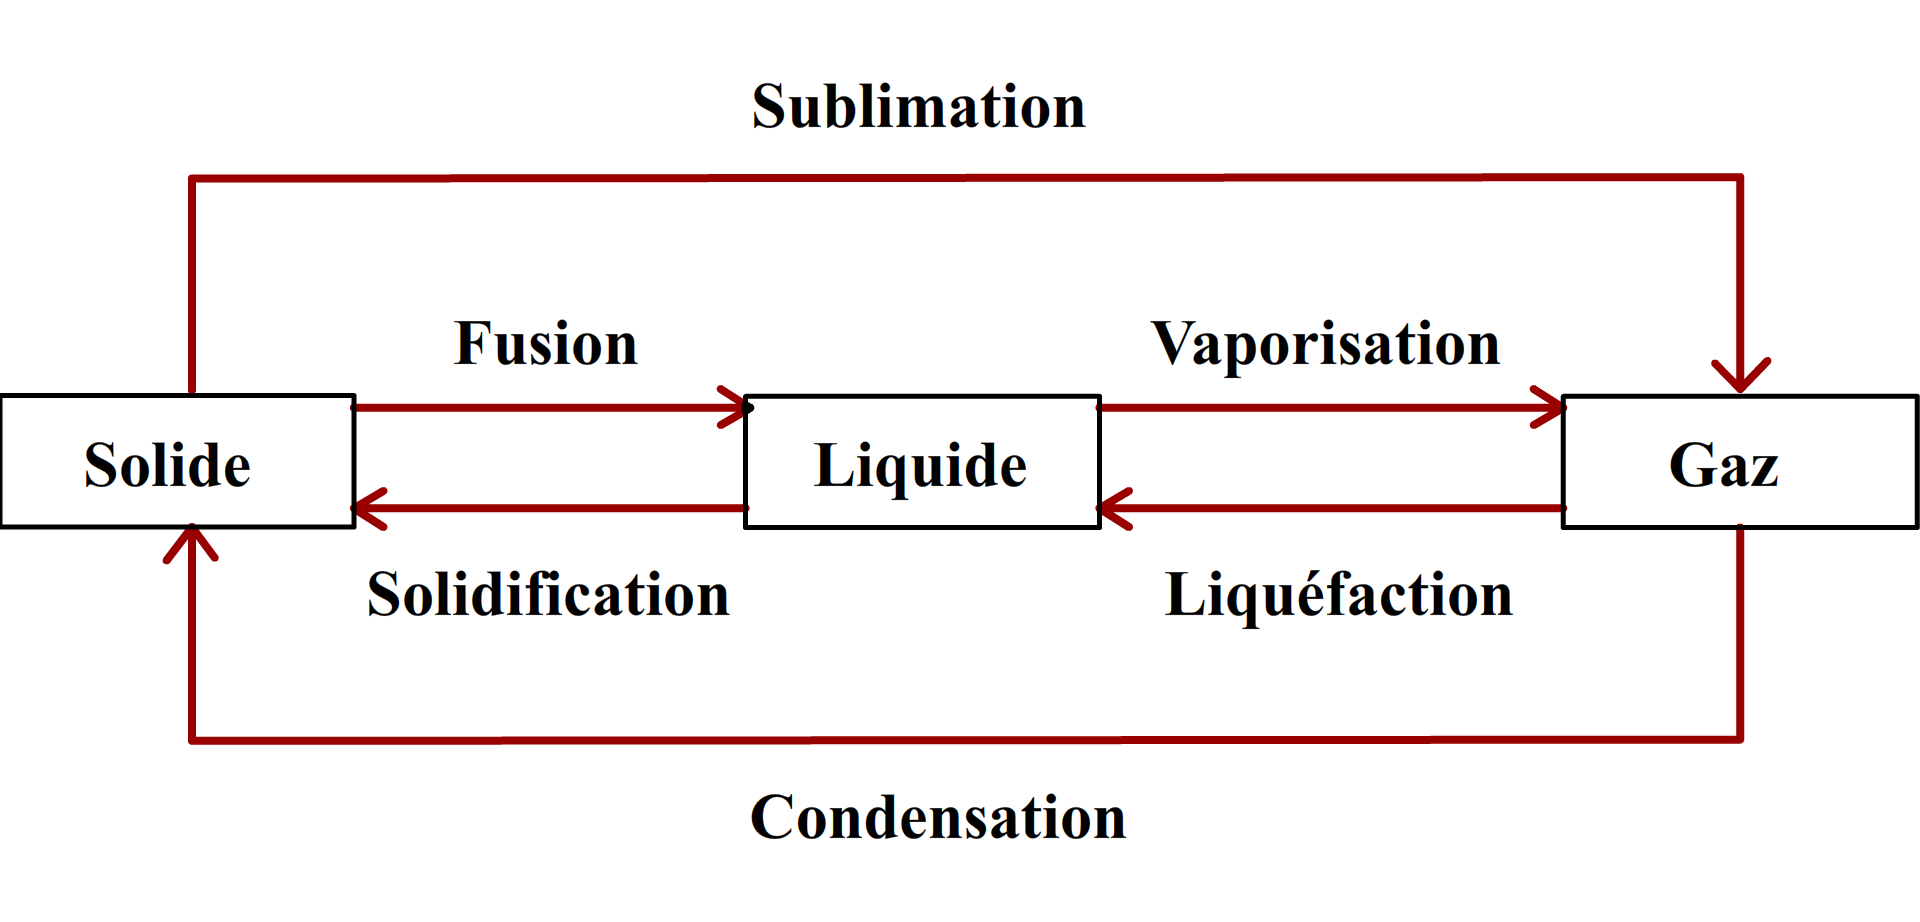 Sublimation
Fusion
Vaporisation
Solide
Liquide
Gaz
Solidification
Liquéfaction
Condensation